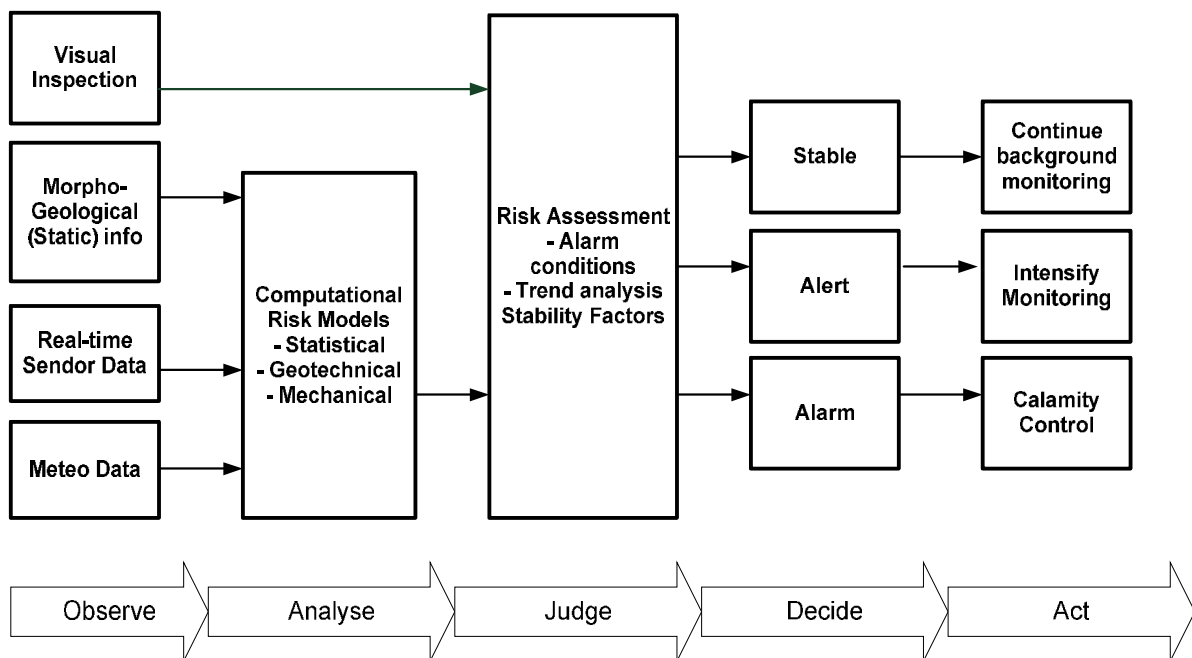 Visual
Inspection
Morpho-
Geological
(Static) info
Real-time
Sendor Data
Meteo Data
Computational
Risk Models
- Statistical
- Geotechnical
- Mechanical
Risk Assessment
- Alarm
conditions
- Trend analysis
Stability Factors
Stable
Alert
Alarm
Continue
background
monitoring
Intensify
Monitoring
Calamity
Control
Observe
Analyse
Judge
Decide
Act